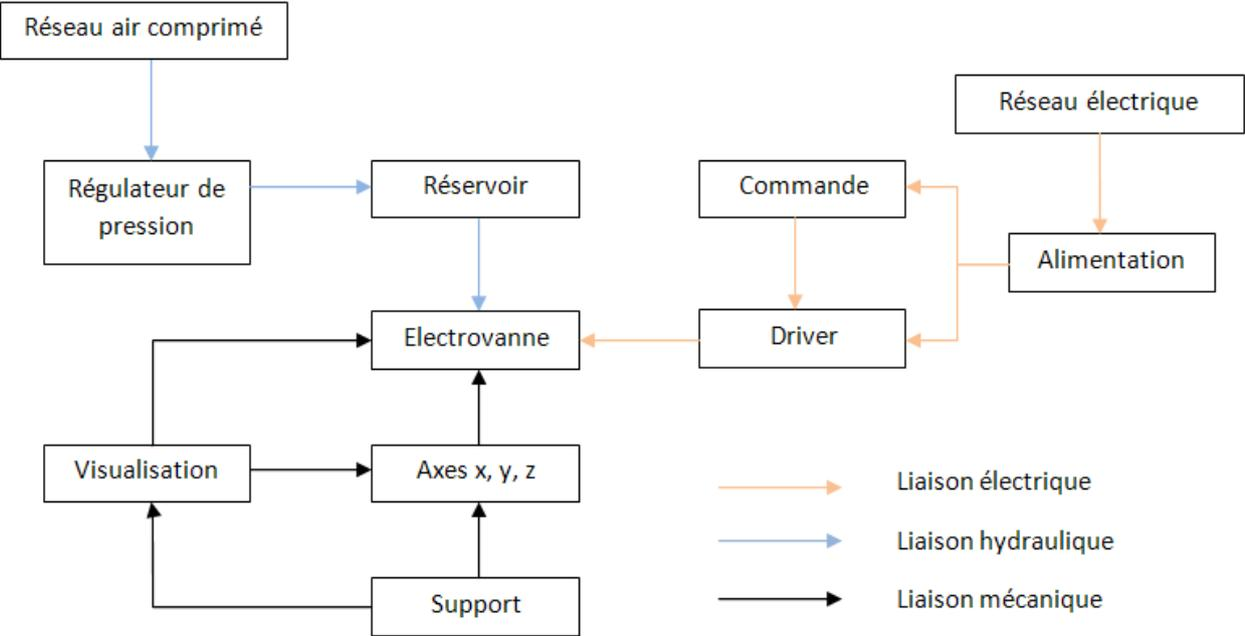 Réseau air comprimé
Réseau électrique
Régulateur de
pression
Réservoir
Commande
Alimentation
Electrovanne
Driver
Visualisation
Axes x, y, z
Liaison électrique
Liaison hydraulique
Liaison mécanique
Support